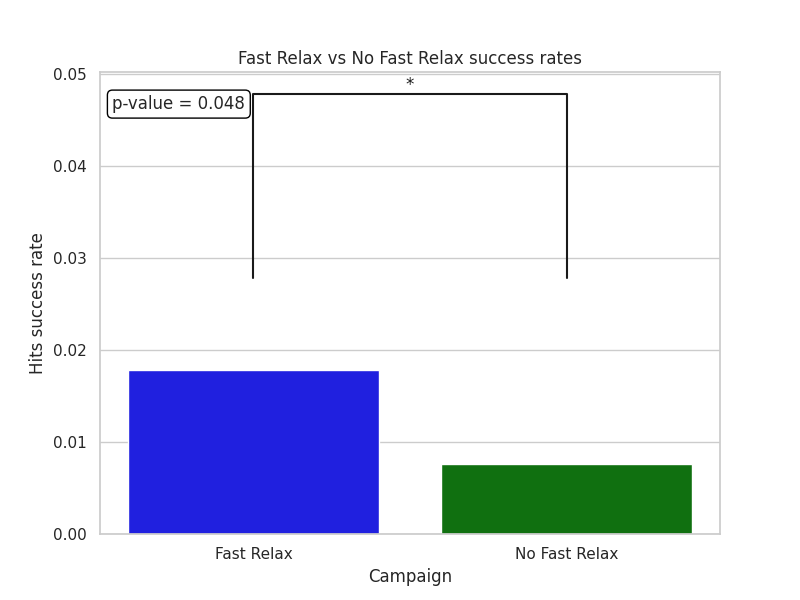 Fast Relax vs No Fast Relax success rates
0.05
*
p-value = 0.048
0.04
0.03
0.02
0.01
0.00
Hits success rate
Fast Relax
No Fast Relax
Campaign